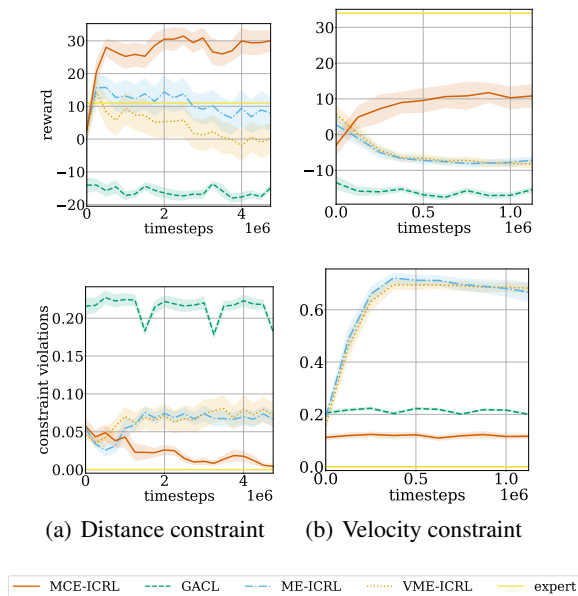 30
20
10
0
−10
−20
reward
0
2
4
timesteps
1e6
10
30
20
10
0
−10
0.0
0.5
1.0
timesteps
1e6
0.20
0.15
0.10
0.05
0.00
constraint violations
0
2
4
timesteps
1e6
0.6
0.4
0.2
0.0
0.0
0.5
1.0
timesteps
1e6
(a) Distance constraint
(b) Velocity constraint
MCE-ICRL GACL ME-ICRL VME-ICRL expert